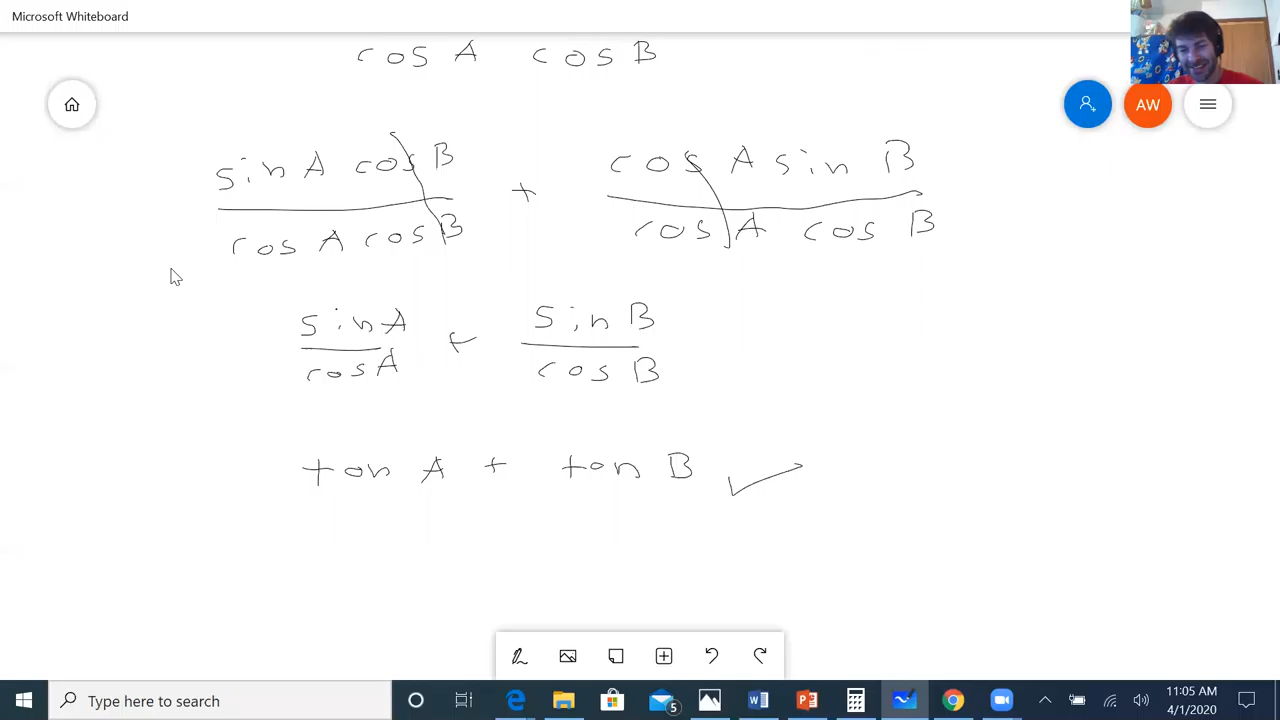 Microsoft Whiteboard
cos A cos B
AW
sin A cos B + cos A sin B
cos A cos B cos A cos B
sin A + sin B
cos A cos B
tan A + tan B
Type here to search
5
11:05 AM
4/1/2020